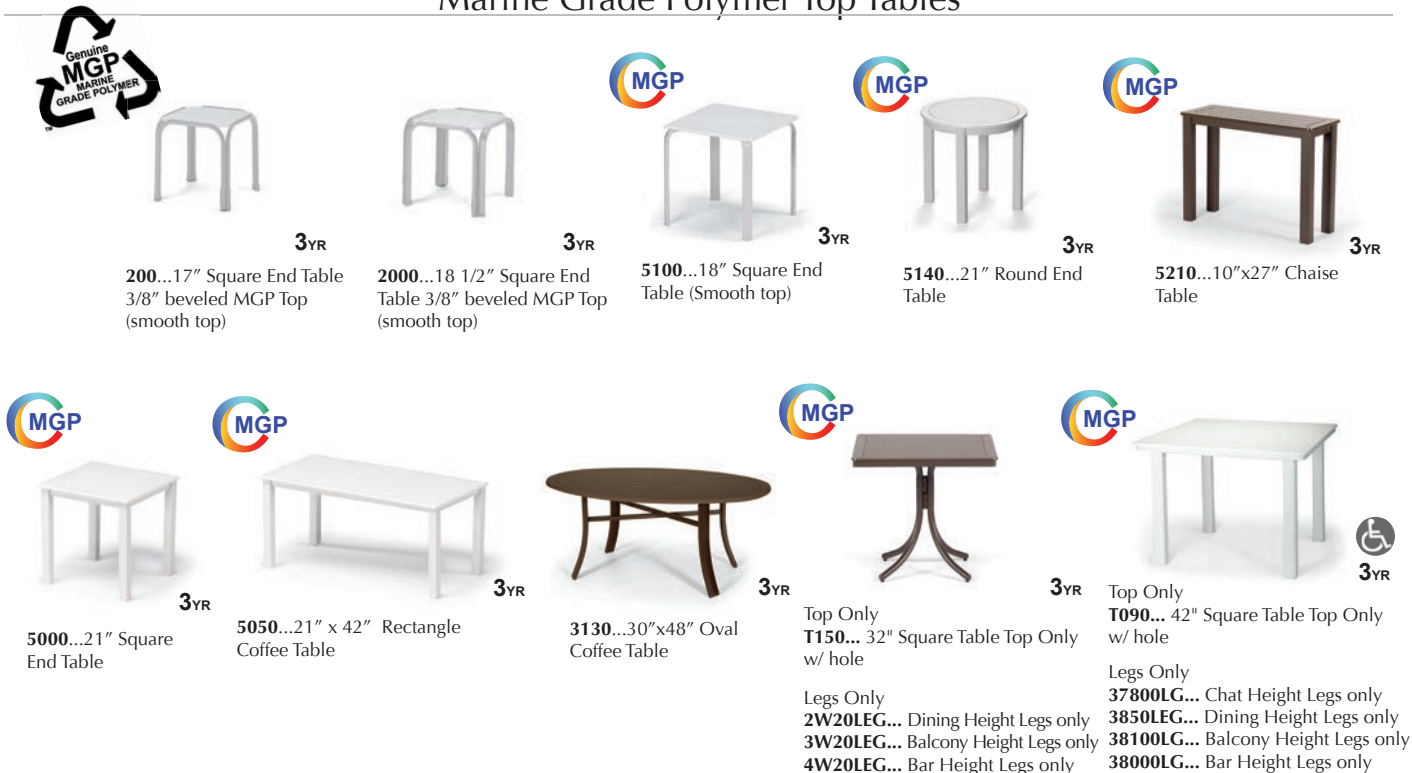 Marine Grade Polymer Top Tables
Genuine
MGP
MARINE
GRADE POLYMER
™
MGP
MGP
MGP
3YR
3YR
3YR
3YR
3YR
200...17" Square End Table
3/8" beveled MGP Top
(smooth top)
2000...18 1/2" Square End
Table 3/8" beveled MGP Top
(smooth top)
5100...18" Square End
Table (Smooth top)
5140...21" Round End
Table
5210...10"x27" Chaise
Table
MGP
MGP
MGP
MGP
3YR
3YR
3YR
3YR
3YR
5000...21" Square
End Table
5050...21" x 42" Rectangle
Coffee Table
3130...30"x48" Oval
Coffee Table
Top Only
T150... 32" Square Table Top Only
w/ hole
Legs Only
2W20LEG... Dining Height Legs only
3W20LEG... Balcony Height Legs only
4W20LEG... Bar Height Legs only
Top Only
T090... 42" Square Table Top Only
w/ hole
Legs Only
37800LG... Chat Height Legs only
3850LEG... Dining Height Legs only
38100LG... Balcony Height Legs only
38000LG... Bar Height Legs only